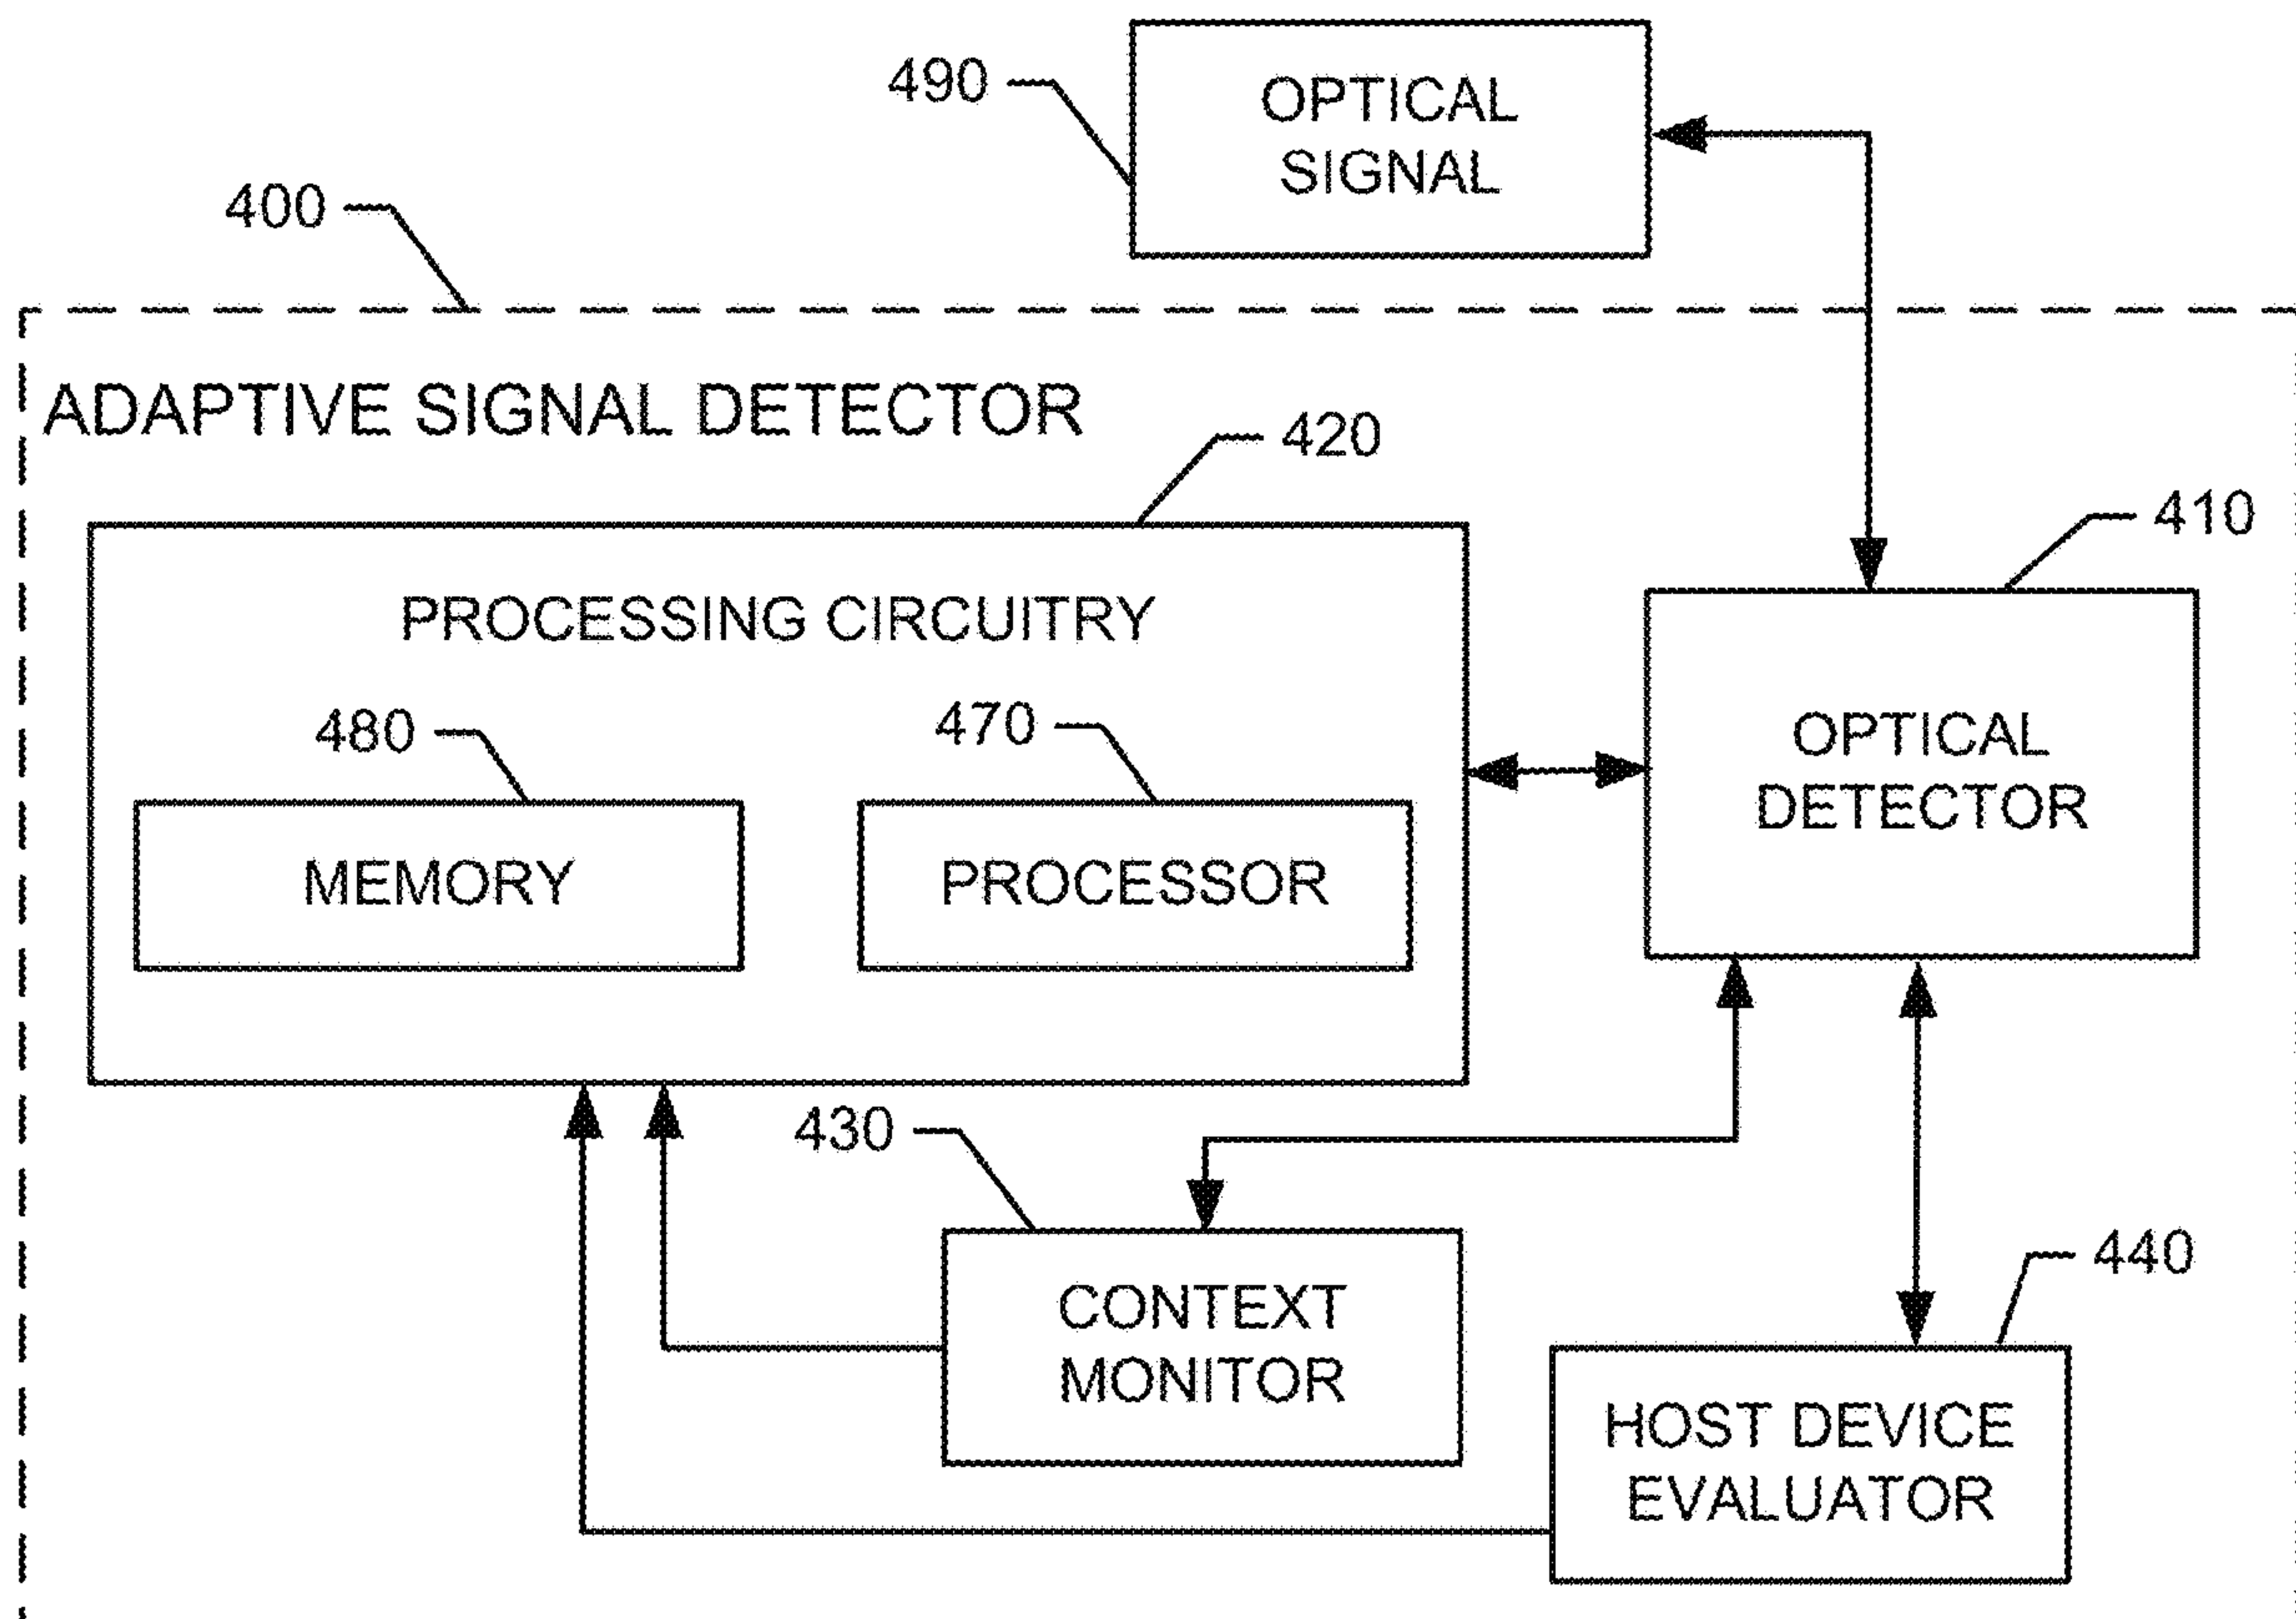 490
OPTICAL
SIGNAL
400
ADAPTIVE SIGNAL DETECTOR
420
410
PROCESSING CIRCUITRY
480
470
OPTICAL
DETECTOR
MEMORY
PROCESSOR
430
440
CONTEXT
MONITOR
HOST DEVICE
EVALUATOR